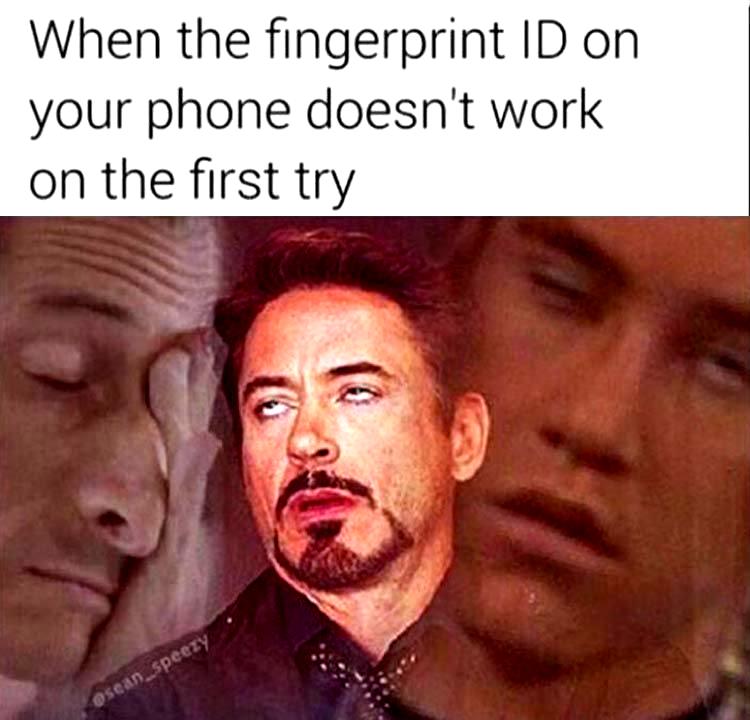 When the fingerprint ID on
your phone doesn't work
on the first try
@sean_speezy